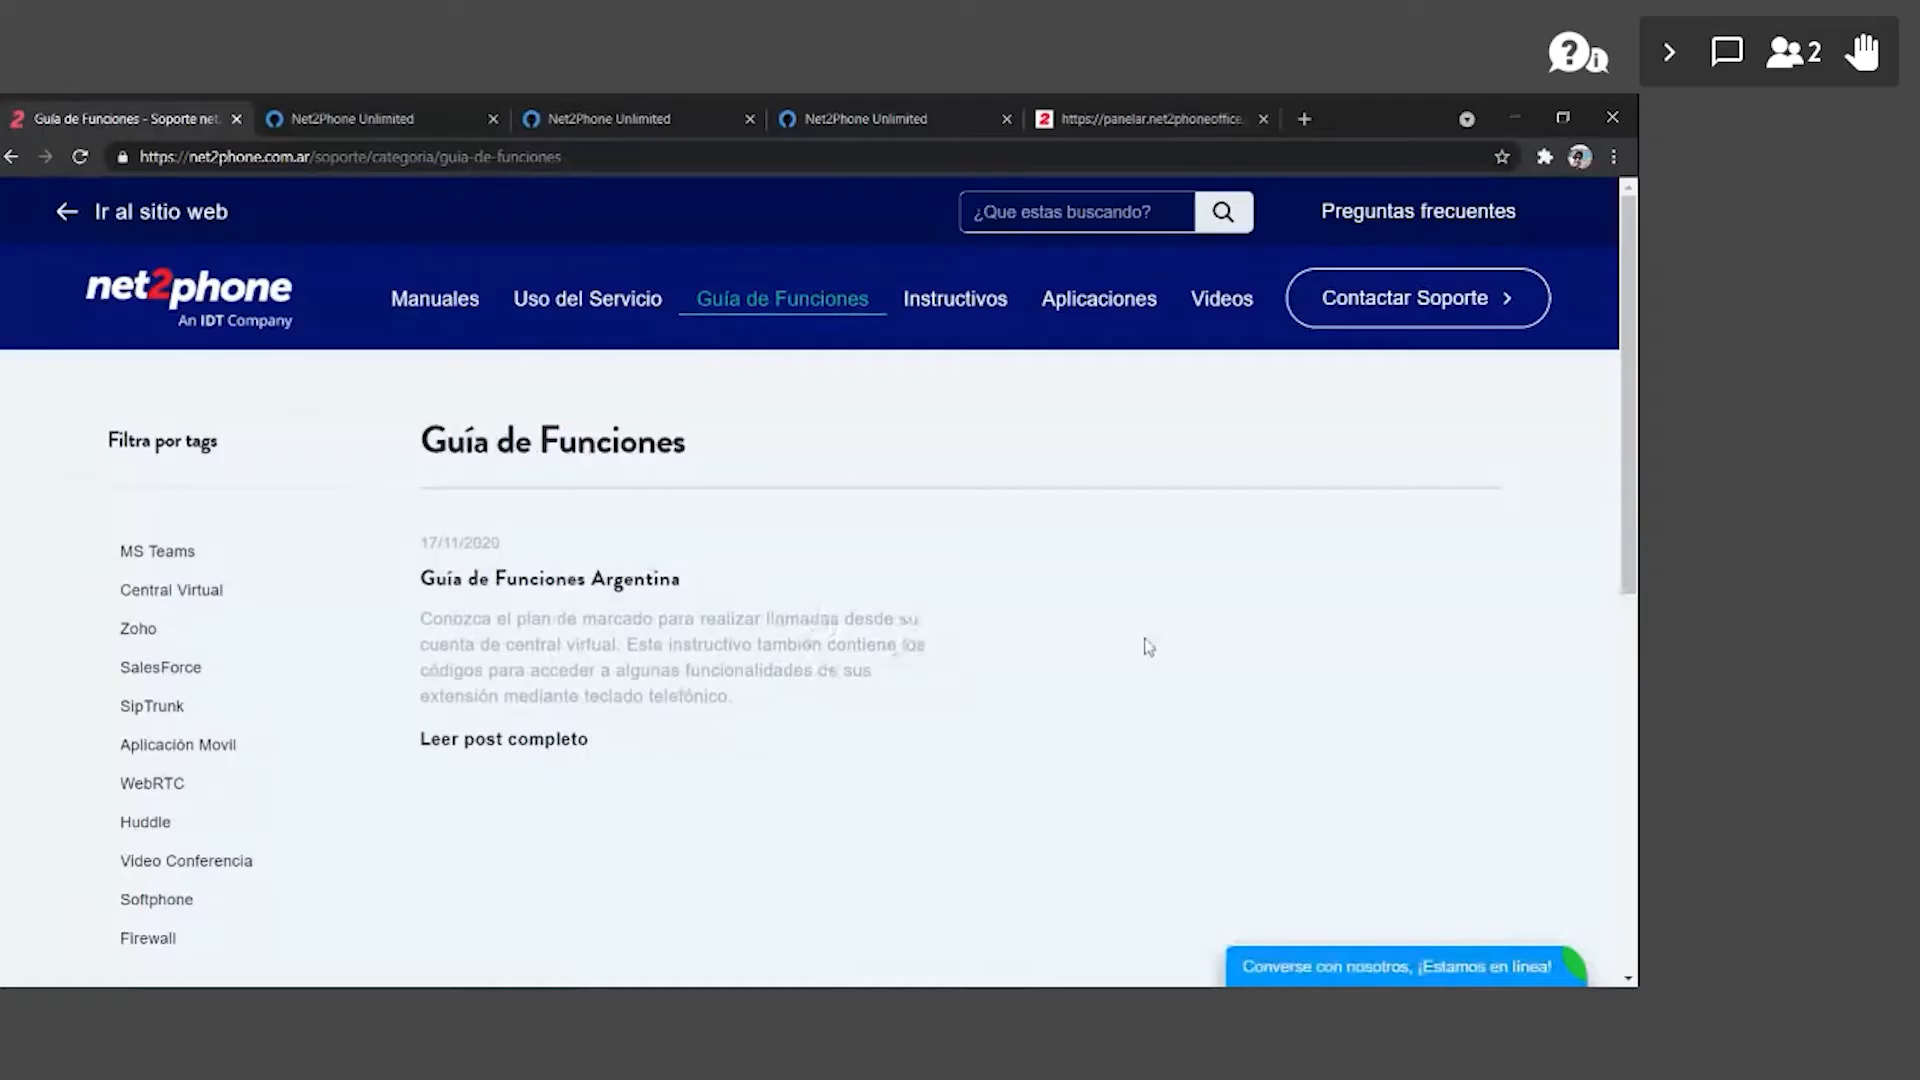 2
Guía de Funciones - Soporte net
Net2Phone Unlimited
Net2Phone Unlimited
Net2Phone Unlimited
2 https://panelar.net2phoneoffice.
https://net2phone.com.ar/soporte/categoria/guia-de-funciones
Ir al sitio web
¿Que estas buscando?
Preguntas frecuentes
net2phone
An IDT Company
Manuales
Uso del Servicio
Guía de Funciones
Instructivos
Aplicaciones
Videos
Contactar Soporte
Filtra por tags
MS Teams
Central Virtual
Zoho
SalesForce
SipTrunk
Aplicación Movil
WebRTC
Huddle
Video Conferencia
Softphone
Firewall
Guía de Funciones
17/11/2020
Guía de Funciones Argentina
Conozca el plan de marcado para realizar llamadas desde su
cuenta de central virtual. Este instructivo también contiene los
códigos para acceder a algunas funcionalidades de sus
extensión mediante teclado telefónico.
Leer post completo
Converse con nosotros, ¡Estamos en línea!